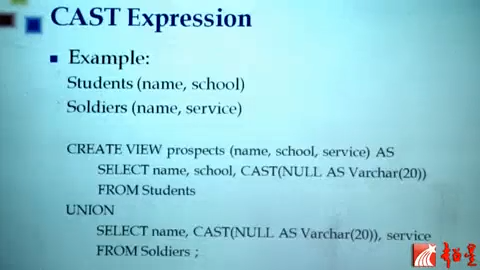 CAST Expression
Example:
Students (name, school)
Soldiers (name, service)
CREATE VIEW prospects (name, school, service) AS
SELECT name, school, CAST(NULL AS Varchar(20))
FROM Students
UNION
SELECT name, CAST(NULL AS Varchar(20)), service
FROM Soldiers ;